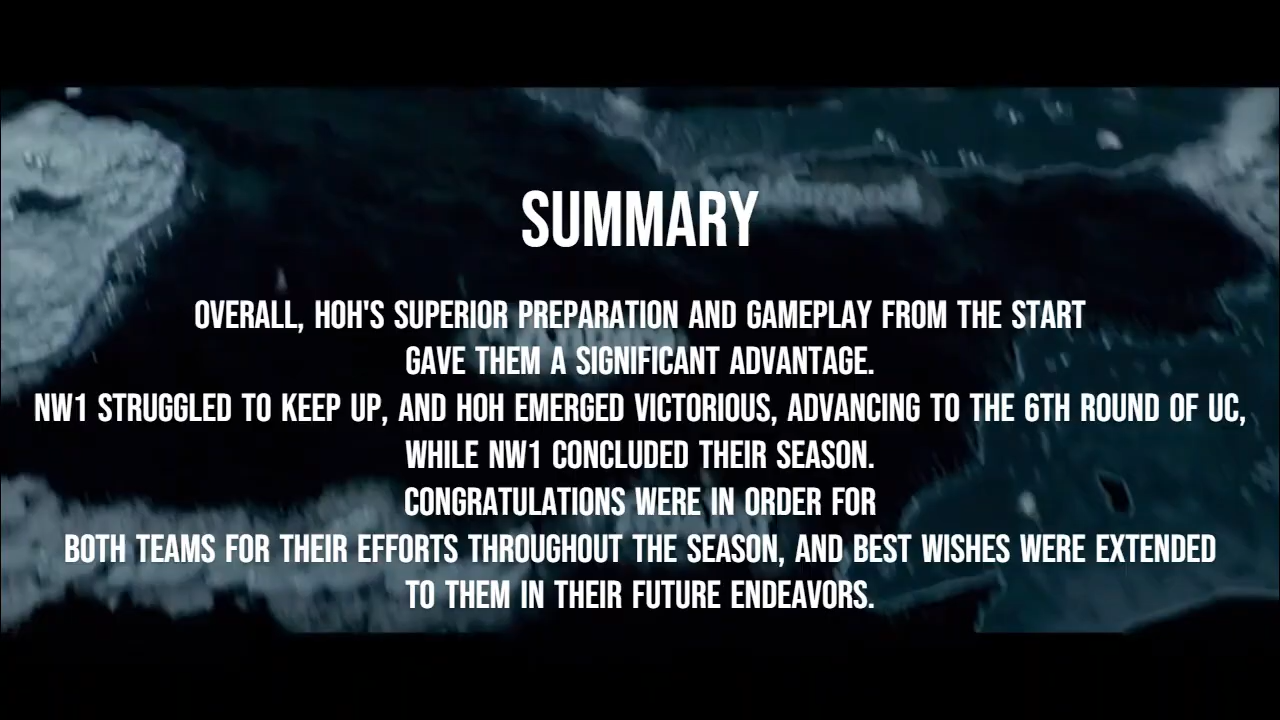 SUMMARY
OVERALL, HOH'S SUPERIOR PREPARATION AND GAMEPLAY FROM THE START
GAVE THEM A SIGNIFICANT ADVANTAGE.
NW1 STRUGGLED TO KEEP UP, AND HOH EMERGED VICTORIOUS, ADVANCING TO THE 6TH ROUND OF UC,
WHILE NW1 CONCLUDED THEIR SEASON.
CONGRATULATIONS WERE IN ORDER FOR
BOTH TEAMS FOR THEIR EFFORTS THROUGHOUT THE SEASON, AND BEST WISHES WERE EXTENDED
TO THEM IN THEIR FUTURE ENDEAVORS.